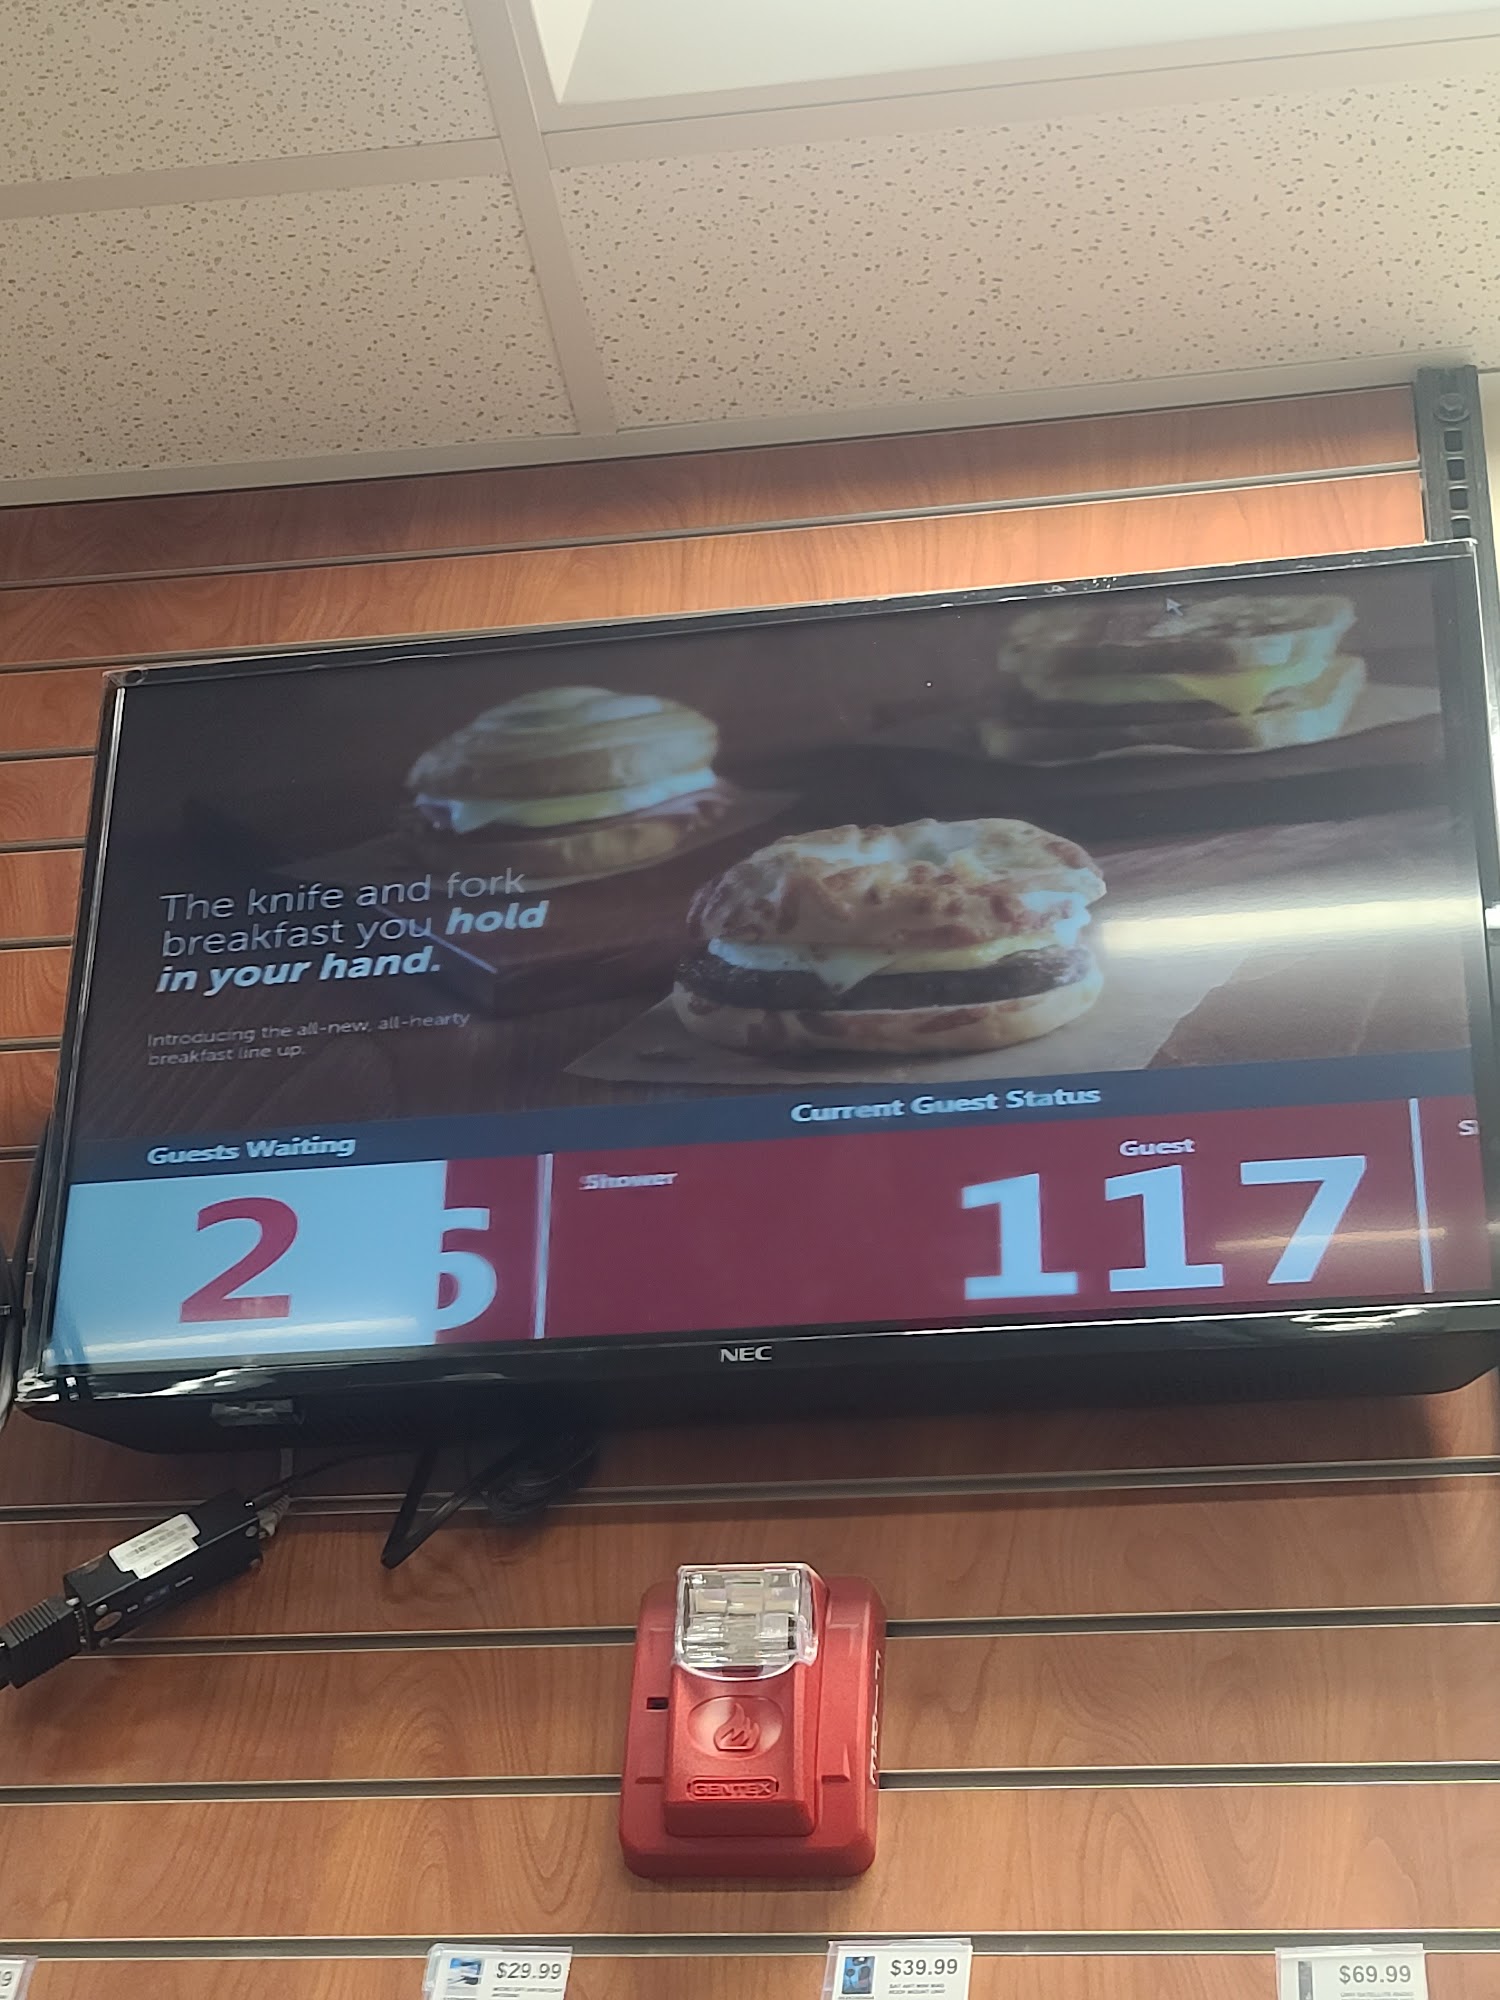 The knife and fork
breakfast you hold
in your hand.
Introducing the all-new, all-hearty
breakfast line up.
Current Guest Status
Guests Waiting
Guest
Shower
2
6
117
NEC
GENTEX
$29.99
$39.99
$69.99